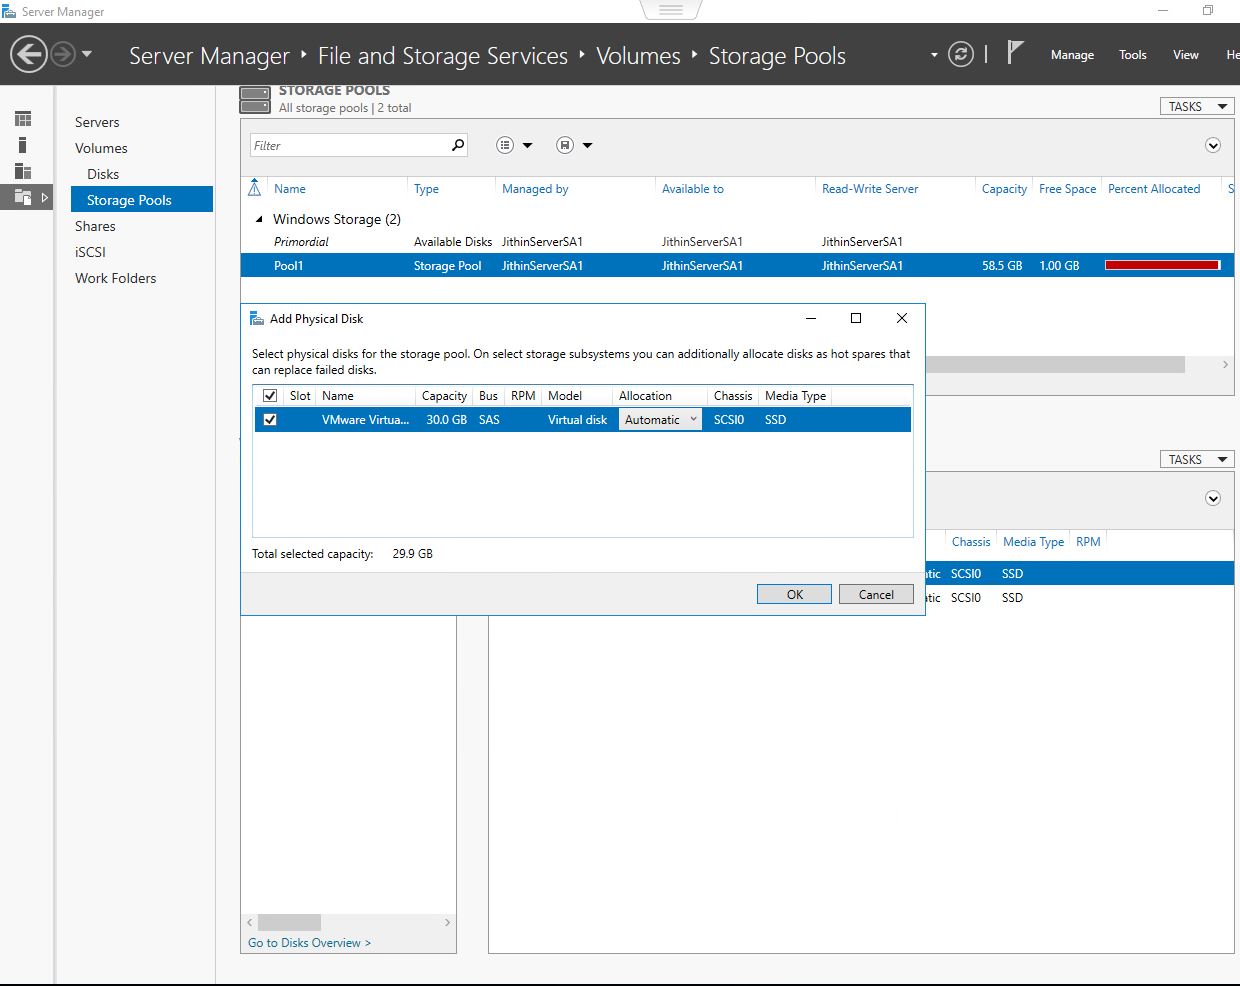 Server Manager
Server Manager ‣ File and Storage Services ‣ Volumes ‣ Storage Pools
Manage Tools View
STORAGE POOLS
All storage pools | 2 total
TASKS
Servers
Volumes
Disks
Storage Pools
Shares
iSCSI
Work Folders
Filter
Name Type Managed by Available to Read-Write Server Capacity Free Space Percent Allocated S
Windows Storage (2)
Primordial Available Disks JithinServerSA1 JithinServerSA1 JithinServerSA1
Pool1 Storage Pool JithinServerSA1 JithinServerSA1 JithinServerSA1 58.5 GB 1.00 GB
Add Physical Disk
Select physical disks for the storage pool. On select storage subsystems you can additionally allocate disks as hot spares that
can replace failed disks.
Slot Name Capacity Bus RPM Model Allocation Chassis Media Type
VMware Virtua... 30.0 GB SAS Virtual disk Automatic SCSI0 SSD
Total selected capacity: 29.9 GB
OK Cancel
TASKS
Chassis Media Type RPM
tic SCSI0 SSD
atic SCSI0 SSD
Go to Disks Overview >